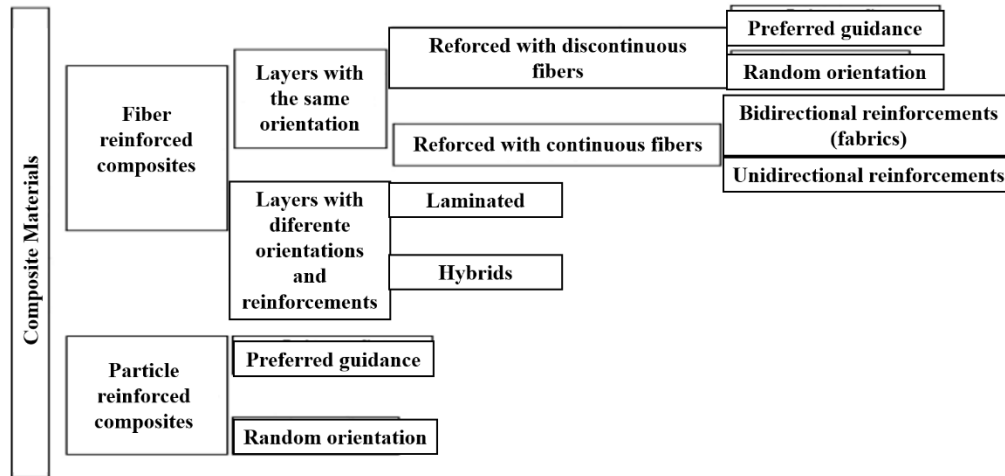 Composite Materials
Fiber
reinforced
composites
Layers with
the same
orientation
Reforced with discontinuous
fibers
Preferred guidance
Random orientation
Reforced with continuous fibers
Bidirectional reinforcements
(fabrics)
Unidirectional reinforcements
Layers with
diferente
orientations
and
reinforcements
Laminated
Hybrids
Particle
reinforced
composites
Preferred guidance
Random orientation